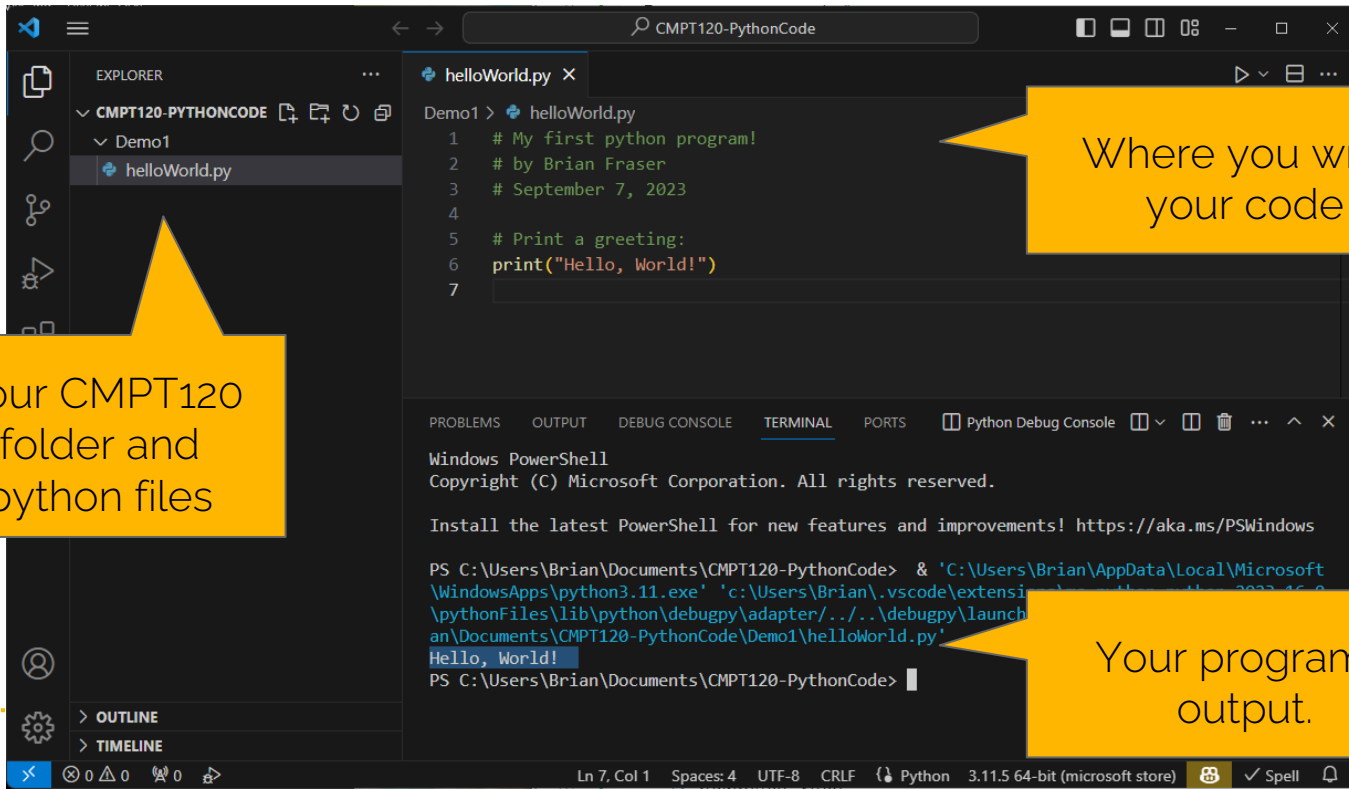 CMPT120-PythonCode
EXPLORER
helloWorld.py
CMPT120-PYTHONCODE
Demo1
helloWorld.py
Demo1 > helloWorld.py
1 # My first python program!
2 # by Brian Fraser
3 # September 7, 2023
4
5 # Print a greeting:
6 print("Hello, World!")
7
Where you
your code
CMPT120
folder and
python files
PROBLEMS OUTPUT DEBUG CONSOLE TERMINAL PORTS Python Debug Console
Windows PowerShell
Copyright (C) Microsoft Corporation. All rights reserved.
Install the latest PowerShell for new features and improvements! https://aka.ms/PSWindows
PS C:\Users\Brian\Documents\CMPT120-PythonCode> & 'C:\Users\Brian\AppData\Local\Microsoft
\WindowsApps\python3.11.exe' 'c:\Users\Brian\.vscode\extensions
\pythonFiles\lib\python\debugpy\adapter/../..\debugpy\launch
an\Documents\CMPT120-PythonCode\Demo1\helloWorld.py'
Hello, World!
PS C:\Users\Brian\Documents\CMPT120-PythonCode>
Your program
output.
> OUTLINE
> TIMELINE
0 0 0 Ln 7, Col 1 Spaces: 4 UTF-8 CRLF Python 3.11.5 64-bit (microsoft store) Spell